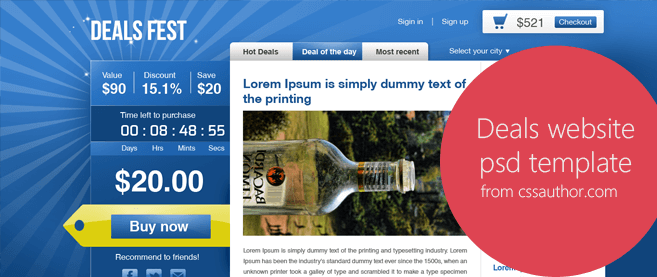 DEALS FEST
Sign in | Sign up
$521 Checkout
Hot Deals Deal of the day Most recent
Select your city
Value Discount Save
$90 15.1% $20
Time left to purchase
00 : 08 : 48 : 55
Days Hrs Mints Secs
$20.00
Buy now
Recommend to friends!
Lorem Ipsum is simply dummy text of
the printing
BACARDI
Lorem Ipsum is simply dummy text of the printing and typesetting industry. Lorem
Ipsum has been the industry's standard dummy text ever since the 1500s, when an
unknown printer took a galley of type and scrambled it to make a type specimen
Deals website
psd template
from cssauthor.com